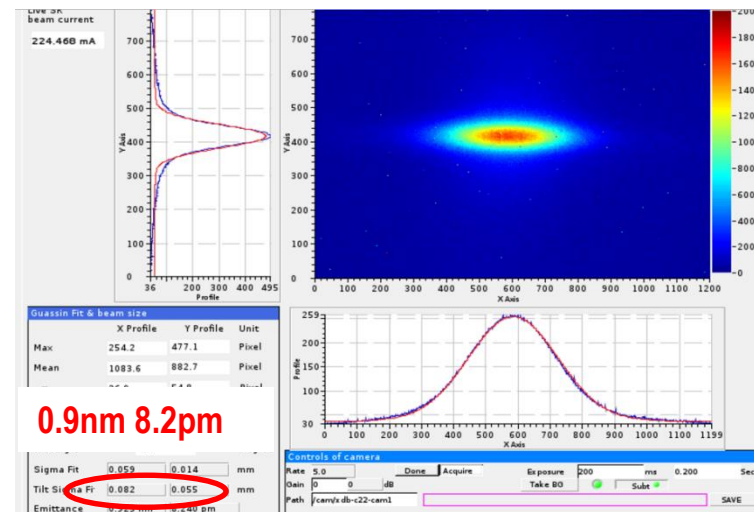 beam current
224.468 mA
700
600
500
400
300
200
100
0
Y Axis
36 100 200 300 400 495
Profile
700
600
500
400
300
200
100
0
Y Axis
0 100 200 300 400 500 600 700 800 900 1000 1100 1200
X Axis
Guassin Fit & beam size
X Profile Y Profile Unit
Max 254.2 477.1 Pixel
Mean 1083.6 882.7 Pixel
0.9nm 8.2pm
Sigma Fit 0.059 0.014 mm
Tilt Sigma Fi 0.082 0.055 mm
Emittance pm
259
200
150
100
30
Profile
0 100 200 300 400 500 600 700 800 900 1000 1100 1199
X Axis
Controls of camera
Rate 5.0 Done Acquire Exposure 200 ms 0.200 Sec
Gain 0 0 dB Take BG Subt
Path /cam/sdb-c22-cam1 SAVE